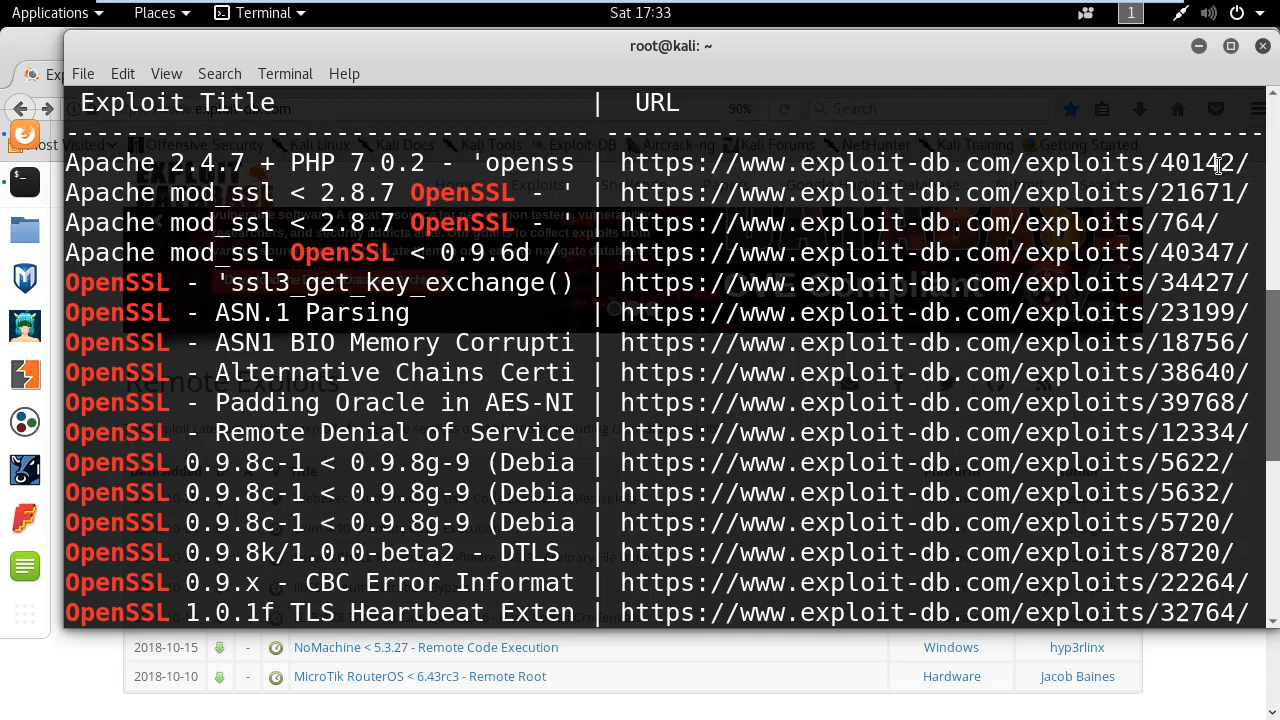 Applications Places Terminal Sat 17:33 1
root@kali: ~
File Edit View Search Terminal Help
Exploit Title | URL
Apache 2.4.7 + PHP 7.0.2 - 'openss | https://www.exploit-db.com/exploits/40142/
Apache mod_ssl < 2.8.7 OpenSSL - ' | https://www.exploit-db.com/exploits/21671/
Apache mod_ssl < 2.8.7 OpenSSL - ' | https://www.exploit-db.com/exploits/764/
Apache mod_ssl OpenSSL < 0.9.6d / | https://www.exploit-db.com/exploits/40347/
OpenSSL - 'ssl3_get_key_exchange() | https://www.exploit-db.com/exploits/34427/
OpenSSL - ASN.1 Parsing | https://www.exploit-db.com/exploits/23199/
OpenSSL - ASN1 BIO Memory Corrupti | https://www.exploit-db.com/exploits/18756/
OpenSSL - Alternative Chains Certi | https://www.exploit-db.com/exploits/38640/
OpenSSL - Padding Oracle in AES-NI | https://www.exploit-db.com/exploits/39768/
OpenSSL - Remote Denial of Service | https://www.exploit-db.com/exploits/12334/
OpenSSL 0.9.8c-1 < 0.9.8g-9 (Debia | https://www.exploit-db.com/exploits/5622/
OpenSSL 0.9.8c-1 < 0.9.8g-9 (Debia | https://www.exploit-db.com/exploits/5632/
OpenSSL 0.9.8c-1 < 0.9.8g-9 (Debia | https://www.exploit-db.com/exploits/5720/
OpenSSL 0.9.8k/1.0.0-beta2 - DTLS | https://www.exploit-db.com/exploits/8720/
OpenSSL 0.9.x - CBC Error Informat | https://www.exploit-db.com/exploits/22264/
OpenSSL 1.0.1f TLS Heartbeat Exten | https://www.exploit-db.com/exploits/32764/
2018-10-15 - NoMachine < 5.3.27 - Remote Code Execution Windows hyp3rlinx
2018-10-10 - MicroTik RouterOS < 6.43rc3 - Remote Root Hardware Jacob Baines